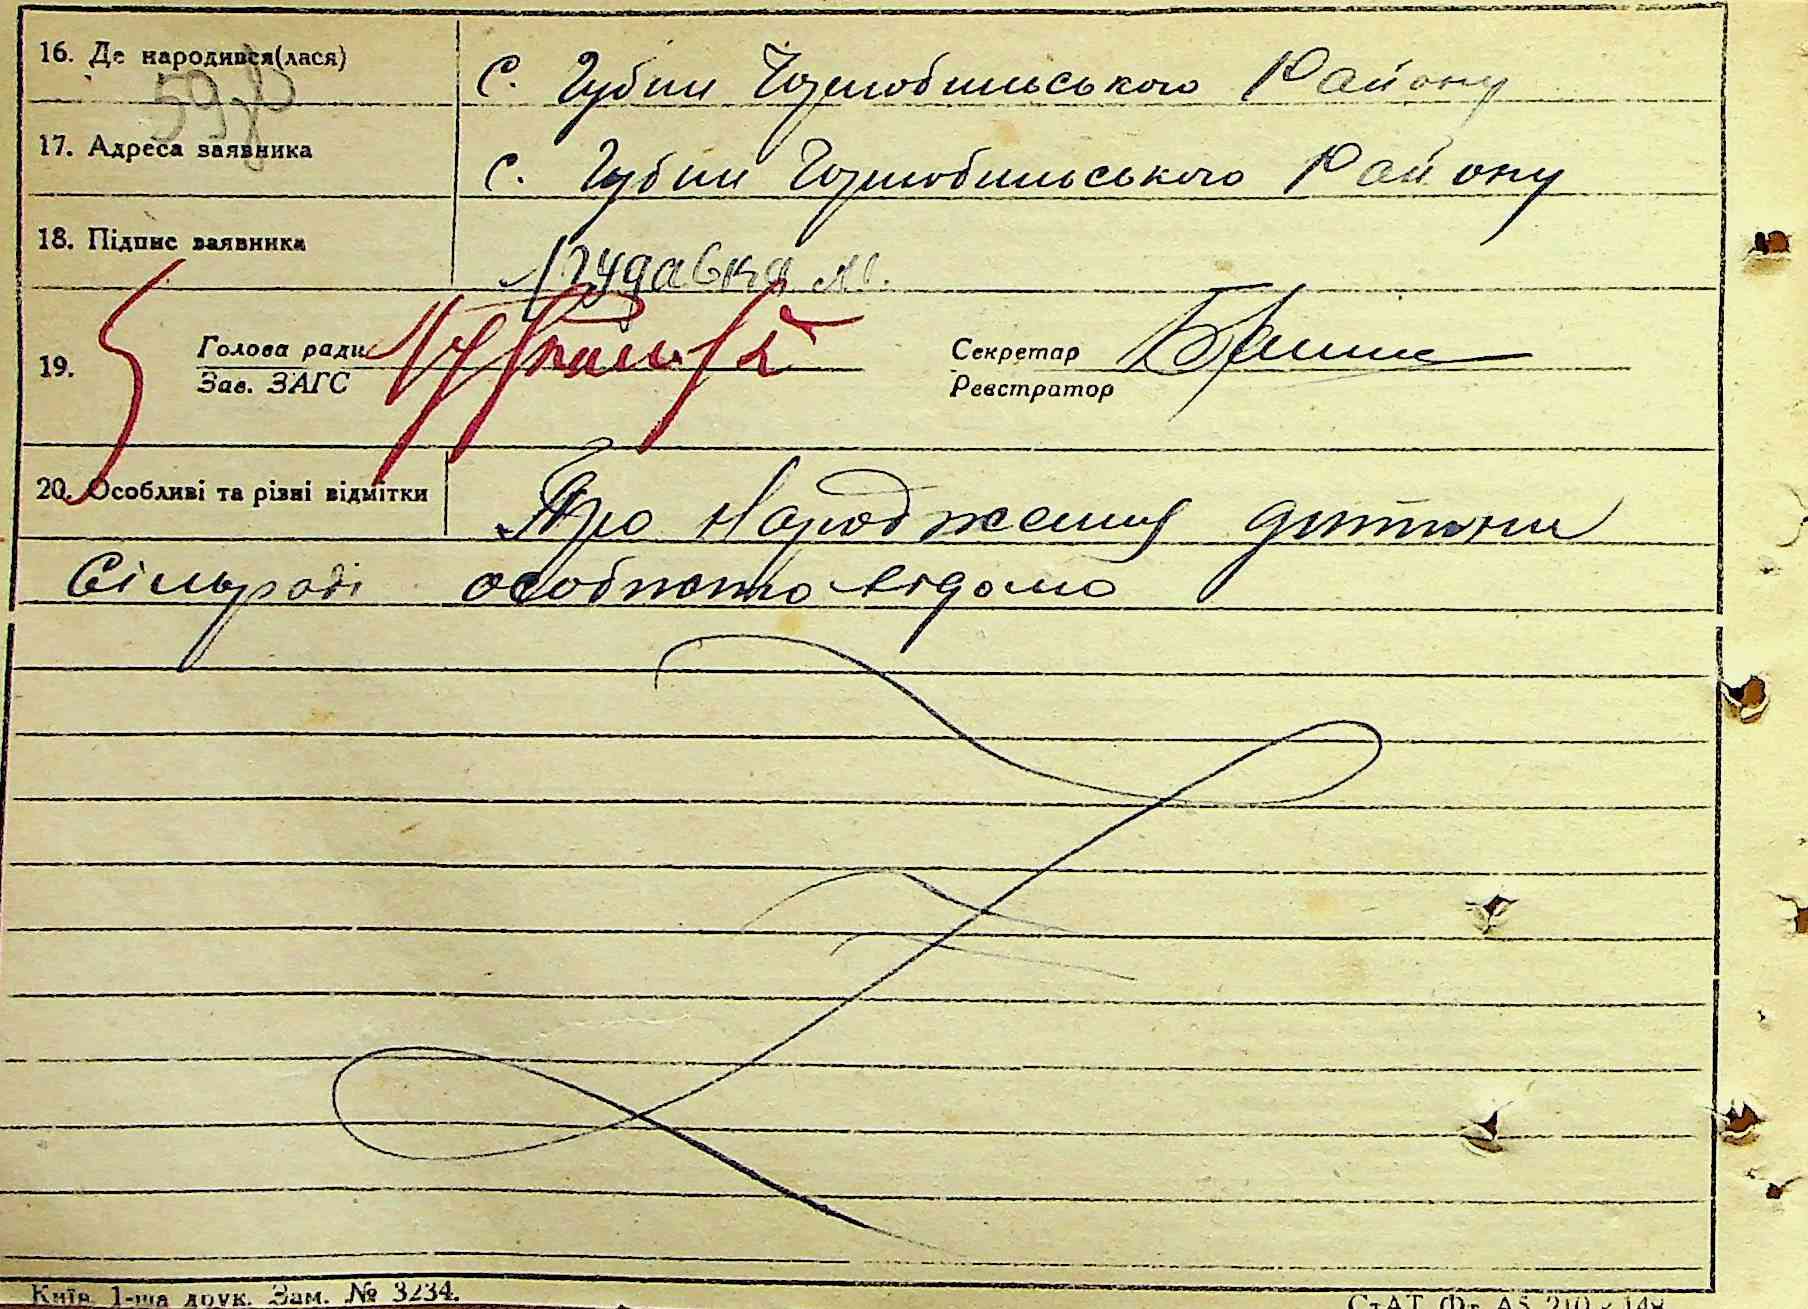 16. Де народився(лася) с. Губин Чорнобильського Району
59
17. Адреса заявника с. Губин Чорнобильського Району
18. Підпис заявника
19. Голова ради Секретар
Зав. ЗАГС Реєстратор
20. Особливі та різні відмітки Про народження дитини
сільраді особисто відомо
Київ, 1-ша друк. Зам. № 3234.